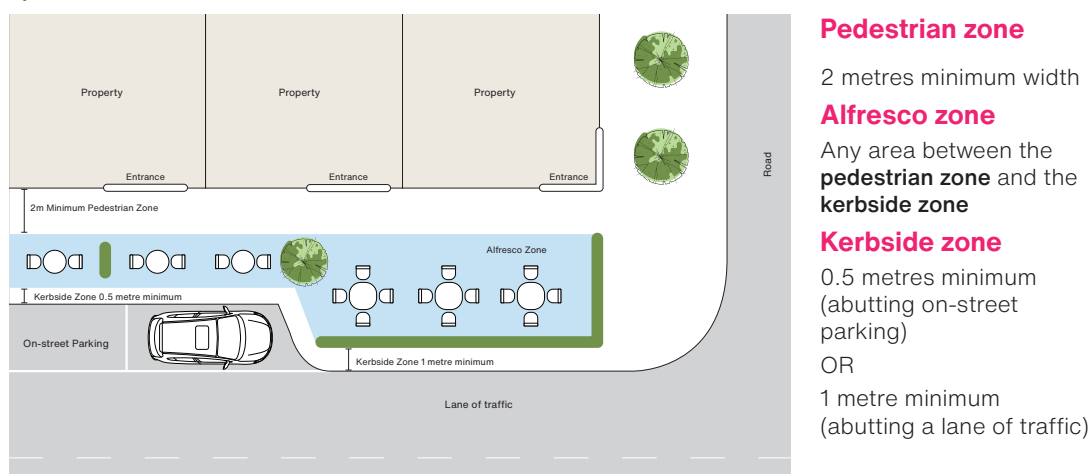 Property
Property
Property
Entrance
Entrance
Entrance
Road
2m Minimum Pedestrian Zone
Alfresco Zone
Kerbside Zone 0.5 metre minimum
On-street Parking
Kerbside Zone 1 metre minimum
Lane of traffic
Pedestrian zone
2 metres minimum width
Alfresco zone
Any area between the
pedestrian zone and the
kerbside zone
Kerbside zone
0.5 metres minimum
(abutting on-street
parking)
OR
1 metre minimum
(abutting a lane of traffic)